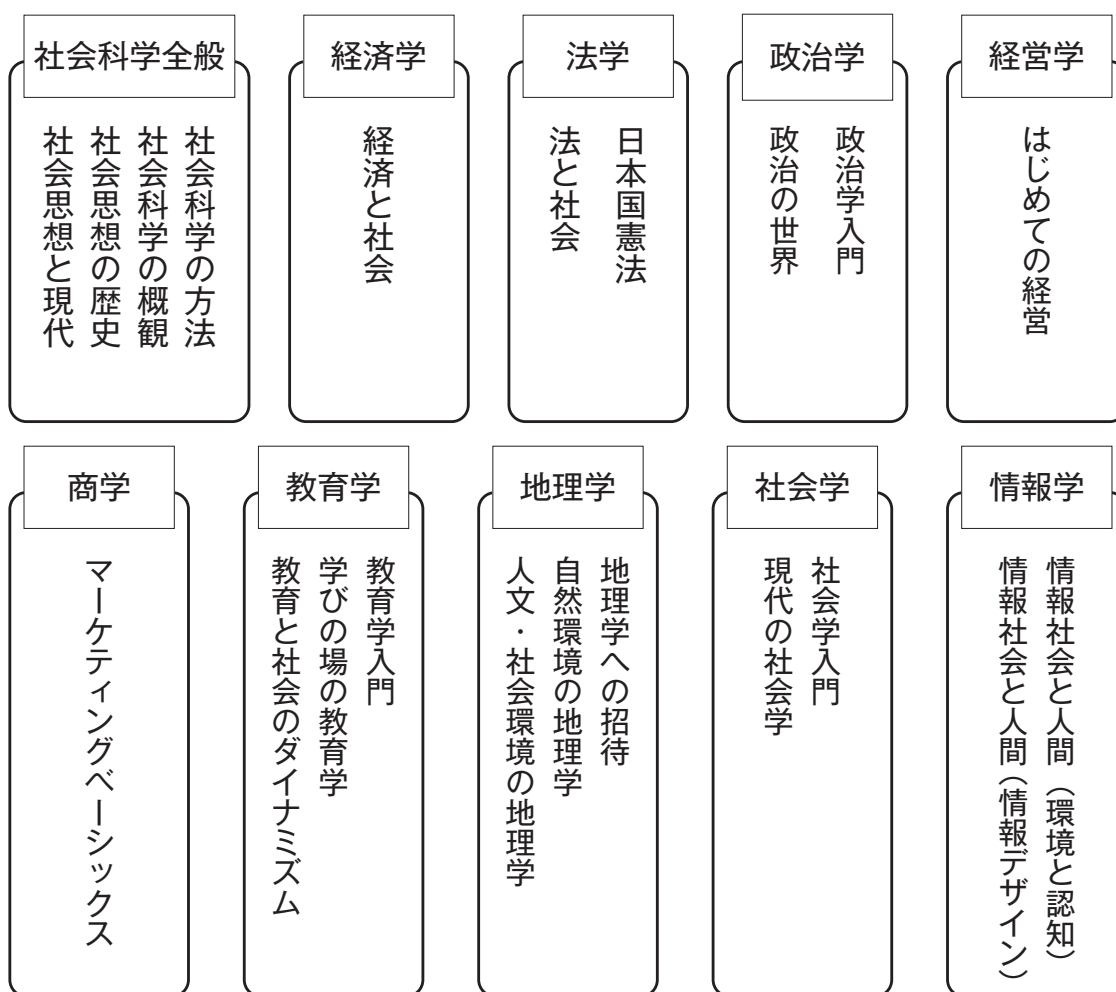 社会科学全般
社会科学の方法
社会科学の概観
社会思想の歴史
社会思想と現代
経済学
経済と社会
法学
日本国憲法
法と社会
政治学
政治学入門
政治の世界
経営学
はじめての経営
商学
マーケティングベーシックス
教育学
教育学入門
学びの場の教育学
教育と社会のダイナミズム
地理学
地理学への招待
自然環境の地理学
人文・社会環境の地理学
社会学
社会学入門
現代の社会学
情報学
情報社会と人間（環境と認知）
情報社会と人間（情報デザイン）